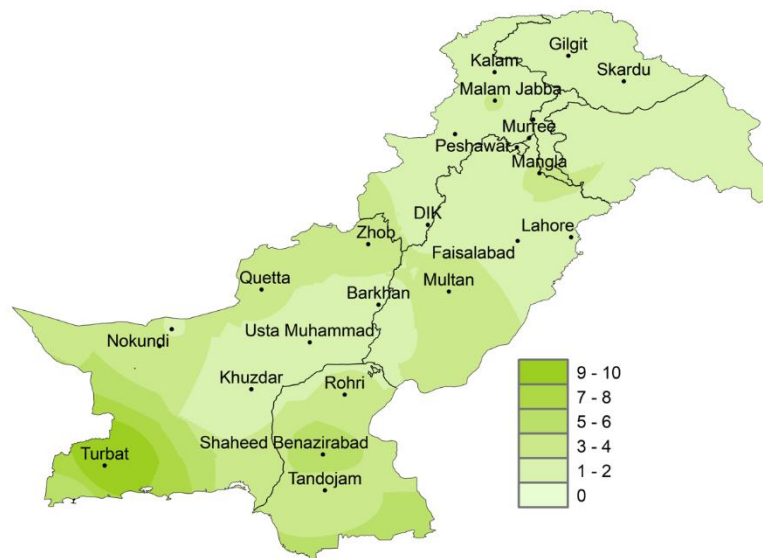 Gilgit
Kalam
Skardu
Malam Jabba
Murree
Peshawar
Mangla
DIK
Lahore
Zhob
Faisalabad
Quetta
Multan
Barkhan
Nokundi
Usta Muhammad
Khuzdar
Rohri
Shaheed Benazirabad
Turbat
Tandojam
9 - 10
7 - 8
5 - 6
3 - 4
1 - 2
0